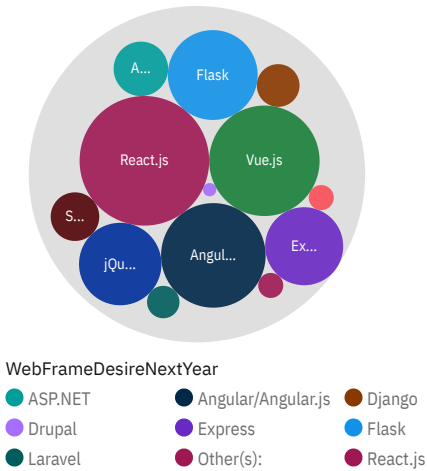 A...
Flask
React.js
Vue.js
S...
jQu...
Angul...
Ex...
WebFrameDesireNextYear
ASP.NET Angular/Angular.js Django
Drupal Express Flask
Laravel Other(s): React.js